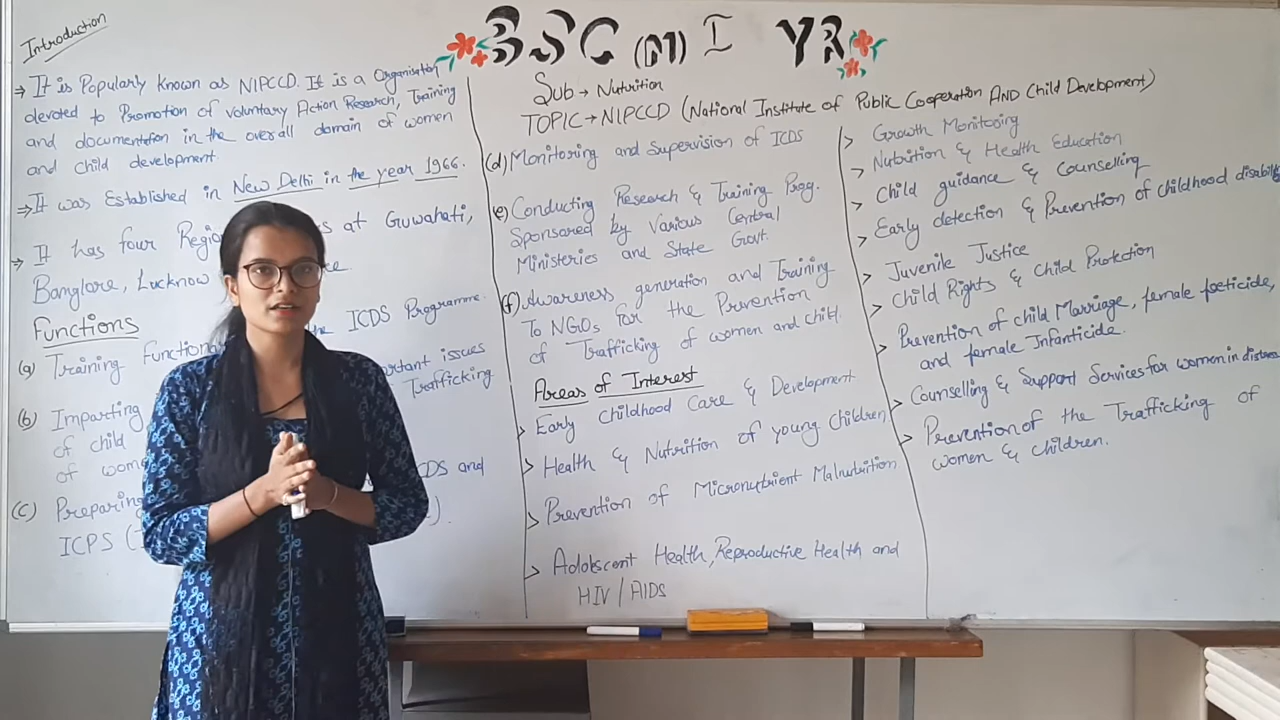 BSC (M) I YR
Sub → Nutrition
TOPIC → NIPCCD (National Institute of Public Cooperation AND Child Development)
Introduction
→ It is Popularly Known as NIPCCD. It is a Organisation
devoted to Promotion of voluntary Action Research, Training
and documentation in the overall domain of women
and child development
→ It was Established in New Delhi in the year 1966.
→ It has four at Guwahati,
Banglore, Lucknow
Functions
(a) Training Function ICDS Programme.
(b) Imparting issues
of child Trafficking
of
(c) Preparing ICDS and
ICPS
(d) Monitoring and Supervision of ICDS
(e) Conducting Research & Training Prog.
Sponsared by Various Central
Ministeries and State Govt.
(f) Awareness generation and Training
To NGOs for the Prevention
of Trafficking of women and child.
Areas of Interest
> Early Childhood Care & Development
> Health & Nutrition of young Children
> Prevention of Micronutrient Malnutrition
> Adolscent Health, Reproductive Health and
HIV/AIDS
> Growth Monitoring
> Nutrition & Health Education
> Child guidance & Counselling
> Early detection & Prevention of childhood disability
> Juvenile Justice
> Child Rights & Child Protection
> Prevention of child Marriage, female foeticide,
and female Infanticide.
> Counselling & Support Services for women in distress
> Prevention of the Trafficking of
women & children.